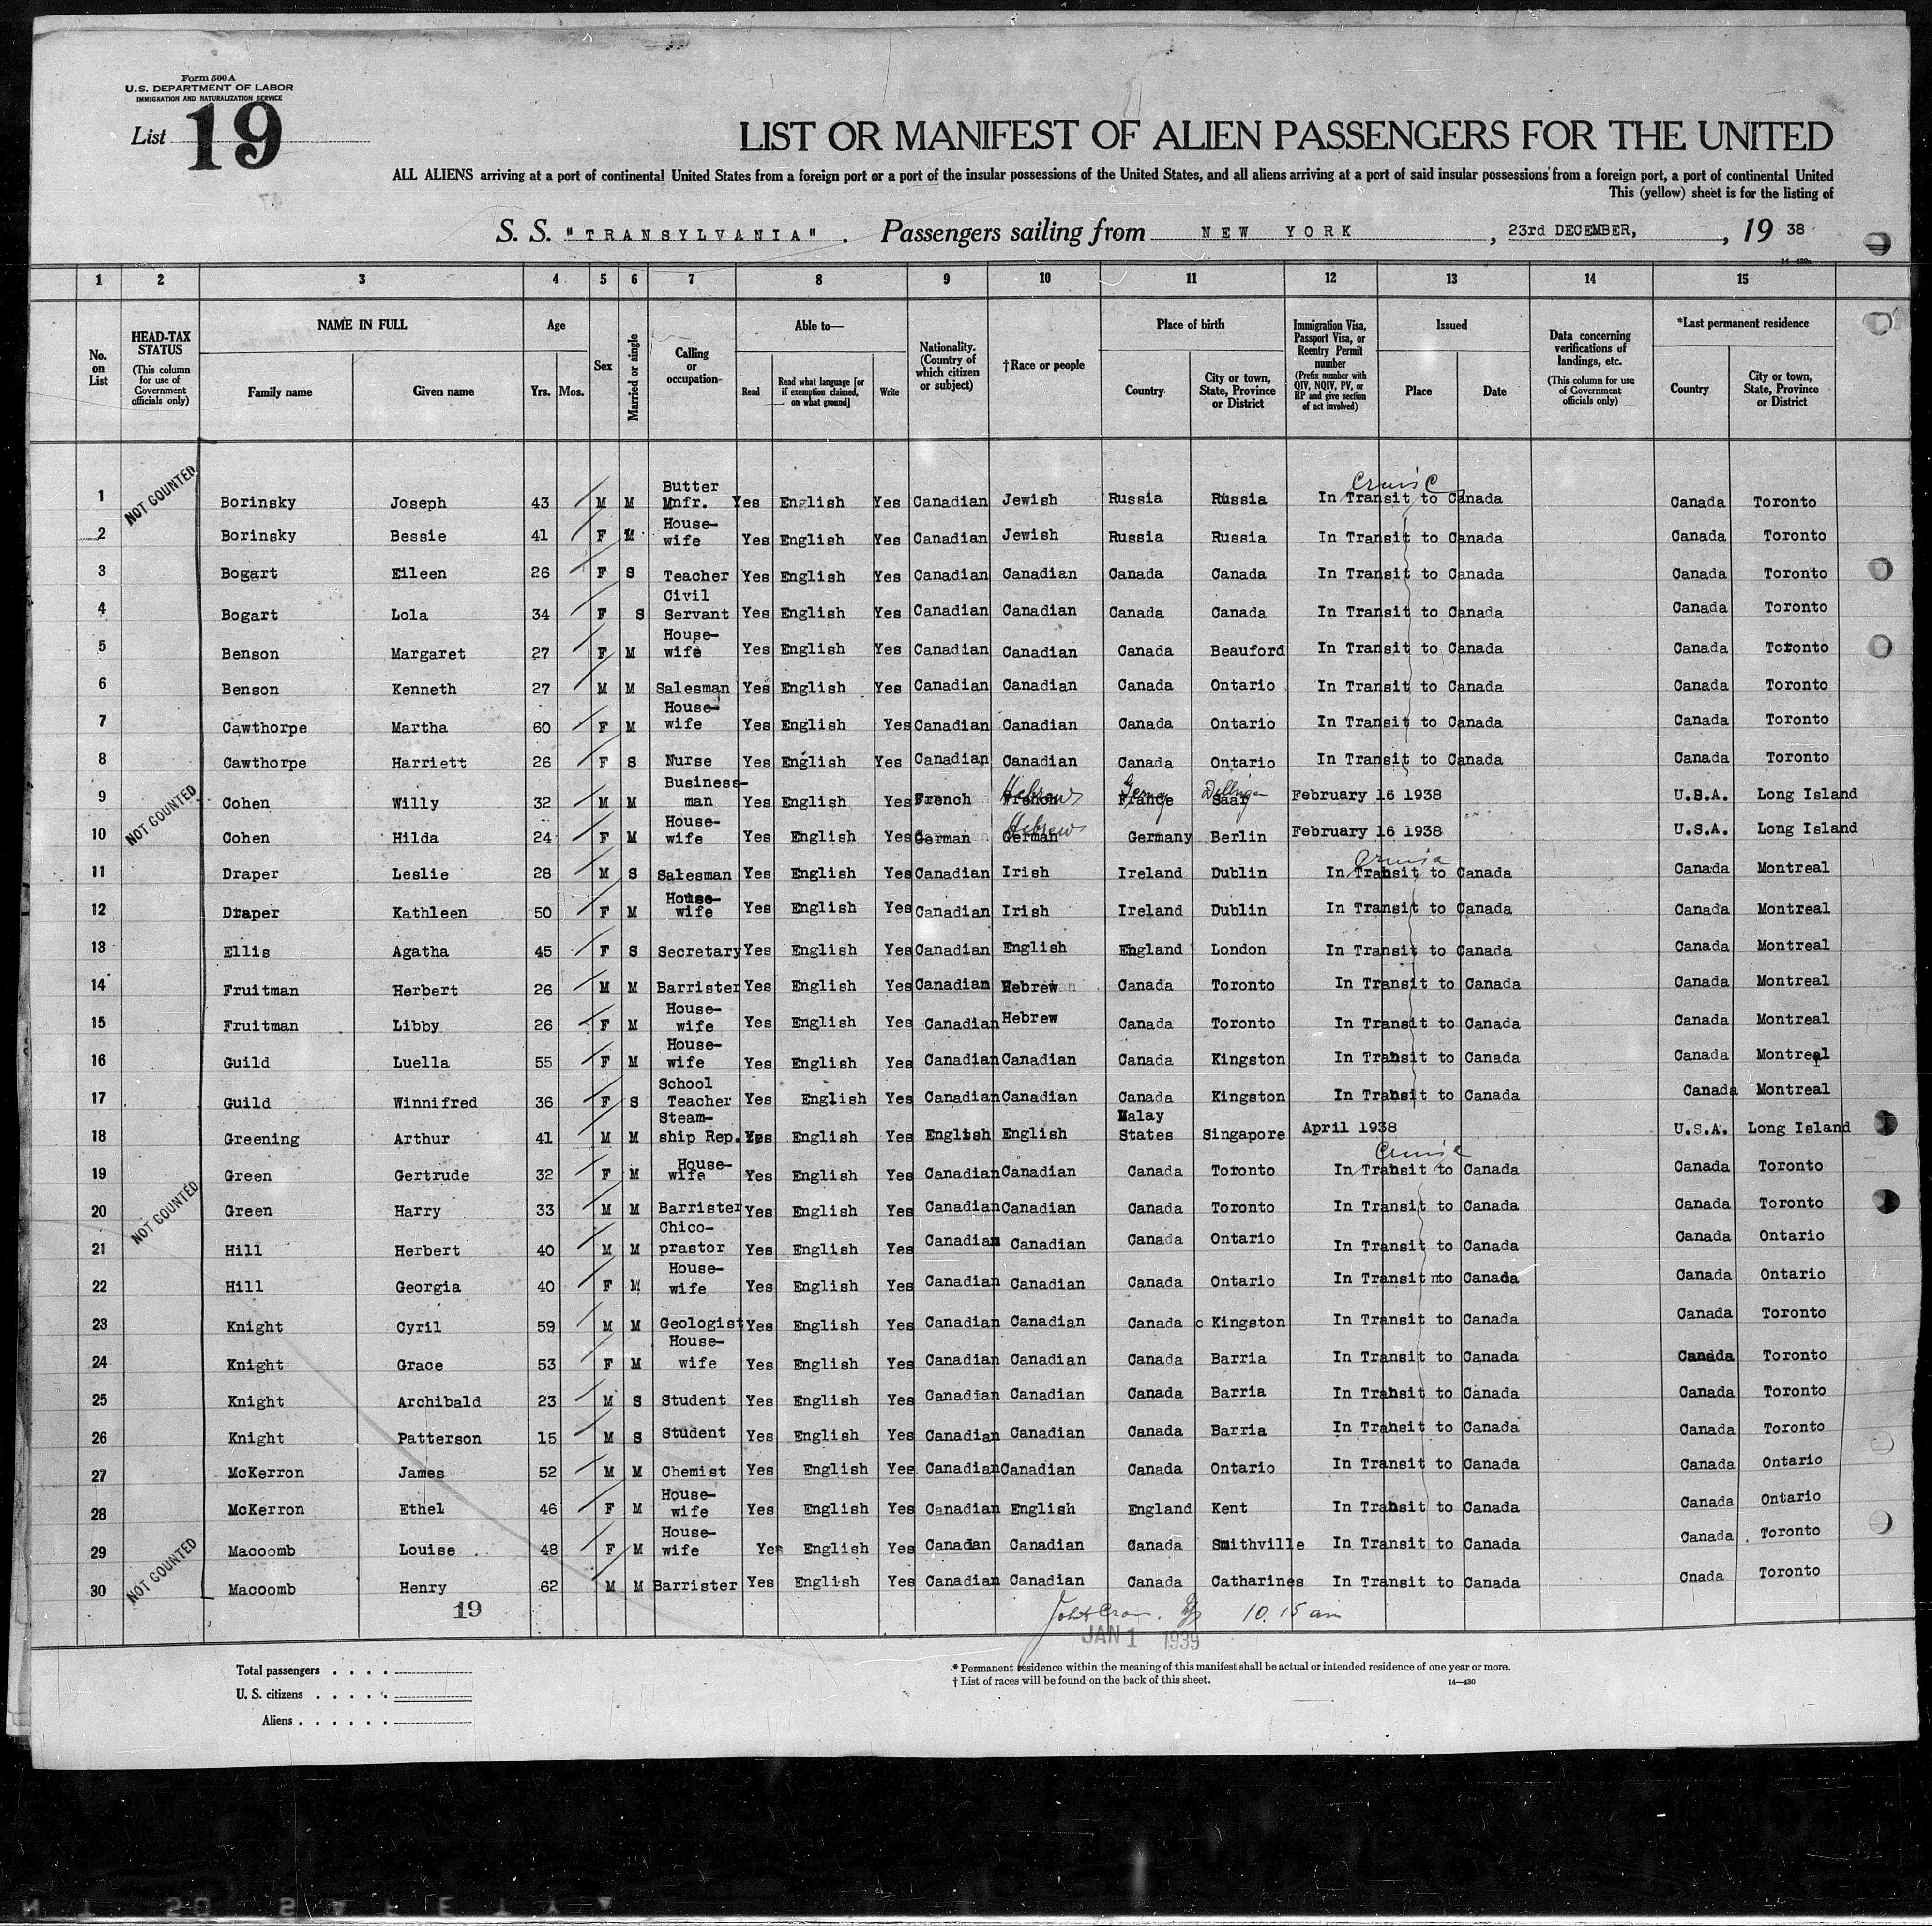 Form 500 A
U.S. DEPARTMENT OF LABOR
IMMIGRATION AND NATURALIZATION SERVICE
List 19
LIST OR MANIFEST OF ALIEN PASSENGERS FOR THE UNITED
ALL ALIENS arriving at a port of continental United States from a foreign port or a port of the insular possessions of the United States, and all aliens arriving at a port of said insular possessions from a foreign port, a port of continental United
This (yellow) sheet is for the listing of
S. S. "TRANSYLVANIA". Passengers sailing from NEW YORK, 23rd DECEMBER, 19 38
1 2 3 4 5 6 7 8 9 10 11 12 13 14 15
No. on List
HEAD-TAX STATUS (This column for use of Government officials only)
NAME IN FULL Family name Given name
Age Yrs. Mos.
Sex
Married or single
Calling or occupation
Able to— Read Read what language [or if exemption claimed, on what ground] Write
Nationality. (Country of which citizen or subject)
†Race or people
Place of birth Country City or town, State, Province or District
Immigration Visa, Passport Visa, or Reentry Permit number (Prefix number with QIV, NQIV, PV, or RP and give section of act involved)
Issued Place Date
Data concerning verifications of landings, etc. (This column for use of Government officials only)
*Last permanent residence Country City or town, State, Province or District
Cruise
1 NOT COUNTED Borinsky Joseph 43 M M Butter Mnfr. Yes English Yes Canadian Jewish Russia Russia In Transit to Canada Canada Toronto
2 Borinsky Bessie 41 F M House-wife Yes English Yes Canadian Jewish Russia Russia In Transit to Canada Canada Toronto
3 Bogart Eileen 26 F S Teacher Yes English Yes Canadian Canadian Canada Canada In Transit to Canada Canada Toronto
4 Bogart Lola 34 F S Civil Servant Yes English Yes Canadian Canadian Canada Canada In Transit to Canada Canada Toronto
5 Benson Margaret 27 F M House-wife Yes English Yes Canadian Canadian Canada Beauford In Transit to Canada Canada Toronto
6 Benson Kenneth 27 M M Salesman Yes English Yes Canadian Canadian Canada Ontario In Transit to Canada Canada Toronto
7 Cawthorpe Martha 60 F M House-wife Yes English Yes Canadian Canadian Canada Ontario In Transit to Canada Canada Toronto
8 Cawthorpe Harriett 26 F S Nurse Yes English Yes Canadian Canadian Canada Ontario In Transit to Canada Canada Toronto
9 NOT COUNTED Cohen Willy 32 M M Business-man Yes English Yes French French Hebrew France Saar February 16 1938 U.S.A. Long Island
10 Cohen Hilda 24 F M House-wife Yes English Yes German German Hebrew Germany Berlin February 16 1938 U.S.A. Long Island
Cruise
11 Draper Leslie 28 M S Salesman Yes English Yes Canadian Irish Ireland Dublin In Transit to Canada Canada Montreal
12 Draper Kathleen 50 F M House-wife Yes English Yes Canadian Irish Ireland Dublin In Transit to Canada Canada Montreal
13 Ellis Agatha 45 F S Secretary Yes English Yes Canadian English England London In Transit to Canada Canada Montreal
14 Fruitman Herbert 26 M M Barrister Yes English Yes Canadian Hebrew Canada Toronto In Transit to Canada Canada Montreal
15 Fruitman Libby 26 F M House-wife Yes English Yes Canadian Hebrew Canada Toronto In Transit to Canada Canada Montreal
16 Guild Luella 55 F M House-wife Yes English Yes Canadian Canadian Canada Kingston In Transit to Canada Canada Montreal
17 Guild Winnifred 36 F S School Teacher Yes English Yes Canadian Canadian Canada Kingston In Transit to Canada Canada Montreal
18 Greening Arthur 41 M M Steam-ship Rep. Yes English Yes English English Malay States Singapore April 1938 U.S.A. Long Island
Cruise
19 Green Gertrude 32 F M House-wife Yes English Yes Canadian Canadian Canada Toronto In Transit to Canada Canada Toronto
20 NOT COUNTED Green Harry 33 M M Barrister Yes English Yes Canadian Canadian Canada Toronto In Transit to Canada Canada Toronto
21 Hill Herbert 40 M M Chico-prastor Yes English Yes Canadian Canadian Canada Ontario In Transit to Canada Canada Ontario
22 Hill Georgia 40 F M House-wife Yes English Yes Canadian Canadian Canada Ontario In Transit to Canada Canada Ontario
23 Knight Cyril 59 M M Geologist Yes English Yes Canadian Canadian Canada c Kingston In Transit to Canada Canada Toronto
24 Knight Grace 53 F M House-wife Yes English Yes Canadian Canadian Canada Barria In Transit to Canada Canada Toronto
25 Knight Archibald 23 M S Student Yes English Yes Canadian Canadian Canada Barria In Transit to Canada Canada Toronto
26 Knight Patterson 15 M S Student Yes English Yes Canadian Canadian Canada Barria In Transit to Canada Canada Toronto
27 McKerron James 52 M M Chemist Yes English Yes Canadian Canadian Canada Ontario In Transit to Canada Canada Ontario
28 McKerron Ethel 46 F M House-wife Yes English Yes Canadian English England Kent In Transit to Canada Canada Ontario
29 Macoomb Louise 48 F M House-wife Yes English Yes Canadian Canadian Canada Smithville In Transit to Canada Canada Toronto
30 NOT COUNTED Macoomb Henry 62 M M Barrister Yes English Yes Canadian Canadian Canada Catharines In Transit to Canada Cnada Toronto
19
10.15 am
JAN 1 1939
Total passengers
U. S. citizens
Aliens
* Permanent residence within the meaning of this manifest shall be actual or intended residence of one year or more.
† List of races will be found on the back of this sheet.
14—430